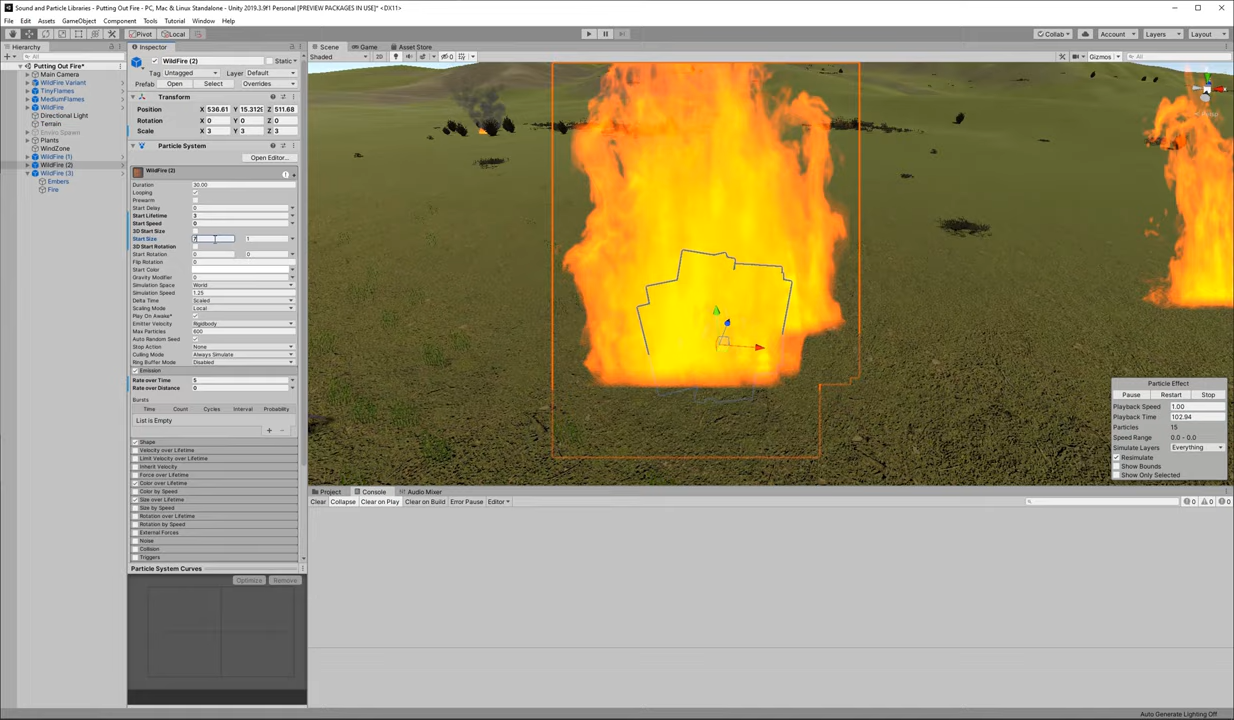 Sound and Particle Libraries - Putting Out Fire - PC, Mac & Linux Standalone - Unity 2019.3.9f1 Personal [PREVIEW PACKAGES IN USE]* <DX11>
File Edit Assets GameObject Component Tools Tutorial Window Help
Pivot Local Collab Account Layers Layout
Hierarchy
All
Putting Out Fire*
Main Camera
WildFire Variant
TinyFlames
MediumFlames
WildFire
Directional Light
Terrain
Enviro Spawn
Plants
WindZone
WildFire (1)
WildFire (2)
WildFire (3)
Embers
Fire
Inspector
WildFire (2) Static
Tag Untagged Layer Default
Prefab Open Select Overrides
Transform
Position X 536.61 Y 15.3129 Z 511.68
Rotation X 0 Y 0 Z 0
Scale X 3 Y 3 Z 3
Particle System
Open Editor...
WildFire (2)
Duration 30.00
Looping
Prewarm
Start Delay 0
Start Lifetime 3
Start Speed 0
3D Start Size
Start Size 7 1
3D Start Rotation
Start Rotation 0 0
Flip Rotation 0
Start Color
Gravity Modifier 0
Simulation Space World
Simulation Speed 1.25
Delta Time Scaled
Scaling Mode Local
Play On Awake*
Emitter Velocity Rigidbody
Max Particles 600
Auto Random Seed
Stop Action None
Culling Mode Always Simulate
Ring Buffer Mode Disabled
Emission
Rate over Time 5
Rate over Distance 0
Bursts
Time Count Cycles Interval Probability
List is Empty
Shape
Velocity over Lifetime
Limit Velocity over Lifetime
Inherit Velocity
Force over Lifetime
Color over Lifetime
Color by Speed
Size over Lifetime
Size by Speed
Rotation over Lifetime
Rotation by Speed
External Forces
Noise
Collision
Triggers
Particle System Curves
Optimize Remove
Scene Game Asset Store
Shaded 2D 0 Gizmos All
Persp
Particle Effect
Pause Restart Stop
Playback Speed 1.00
Playback Time 102.94
Particles 15
Speed Range 0.0 - 0.0
Simulate Layers Everything
Resimulate
Show Bounds
Show Only Selected
Project Console Audio Mixer
Clear Collapse Clear on Play Clear on Build Error Pause Editor 0 0 0
Auto Generate Lighting Off